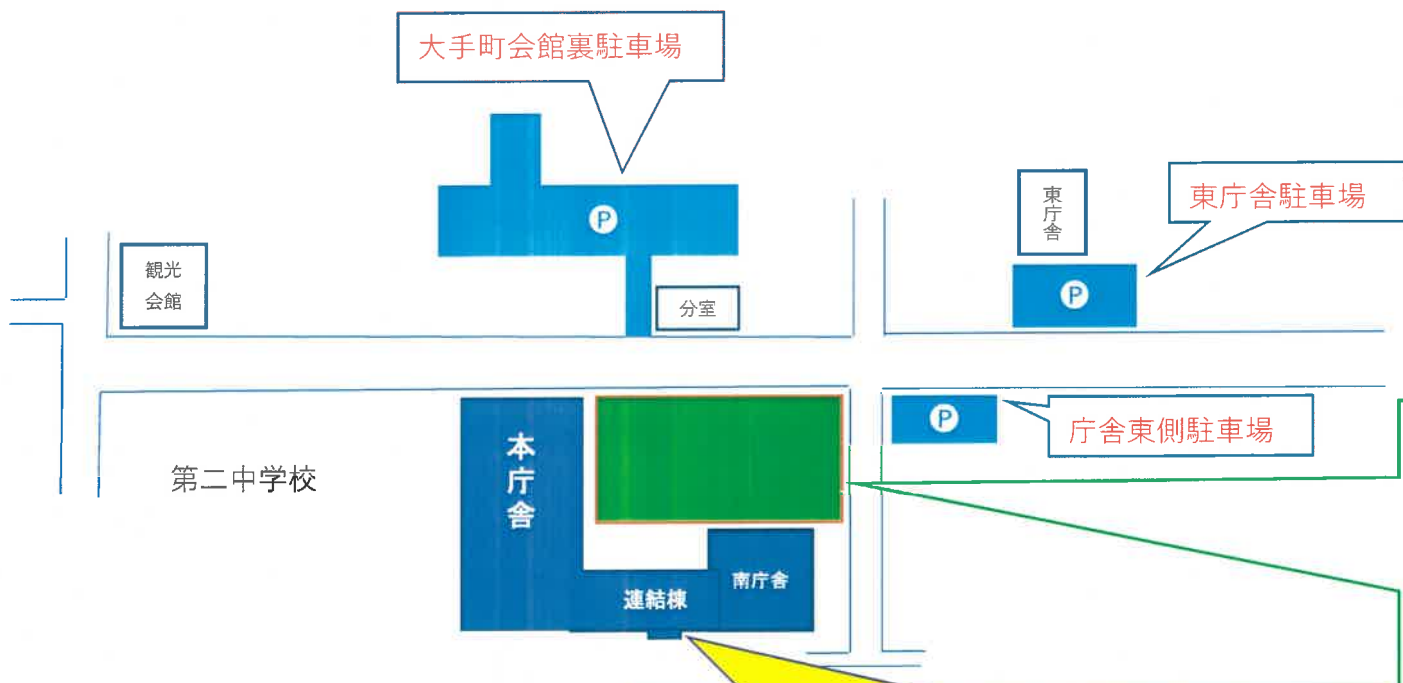 大手町会館裏駐車場
P
東庁舎
東庁舎駐車場
観光
会館
分室
P
P
庁舎東側駐車場
本庁舎
第二中学校
南庁舎
連結棟